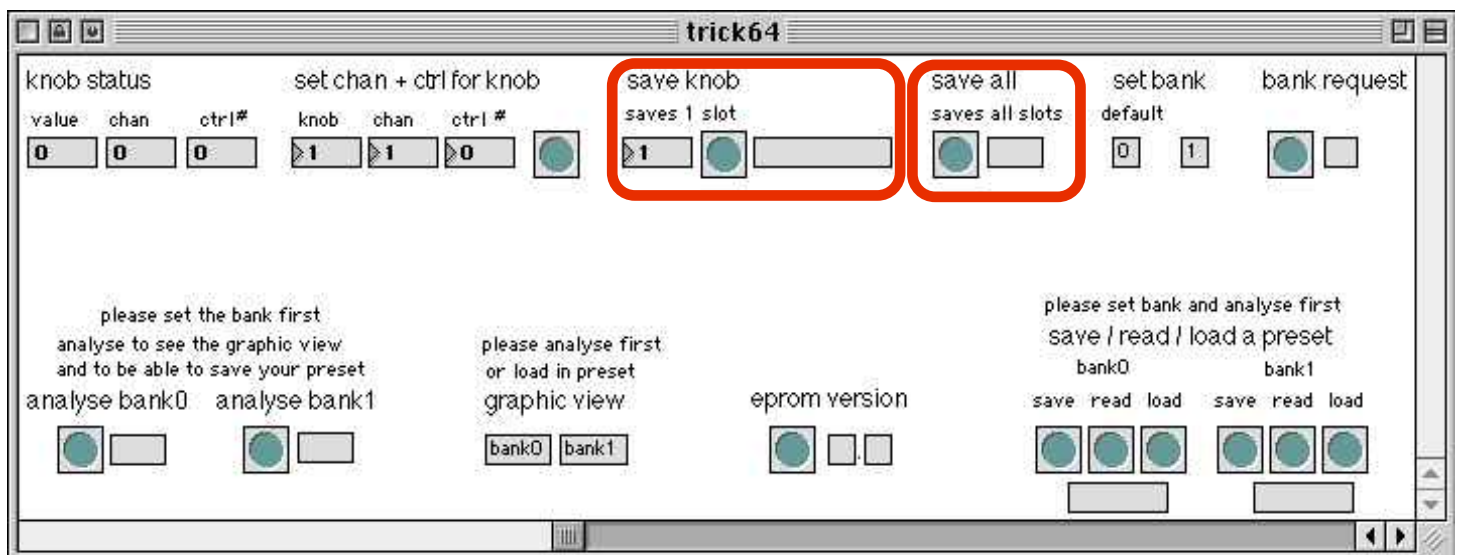 trick64
knob status set chan + ctrl for knob save knob save all set bank bank request
value chan ctrl# knob chan ctrl # saves 1 slot saves all slots default
0 0 0 1 1 0 1 0 1
please set the bank first
analyse to see the graphic view
and to be able to save your preset
analyse bank0 analyse bank1
please analyse first
or load in preset
graphic view
bank0 bank1
eprom version
.
please set bank and analyse first
save / read / load a preset
bank0 bank1
save read load save read load